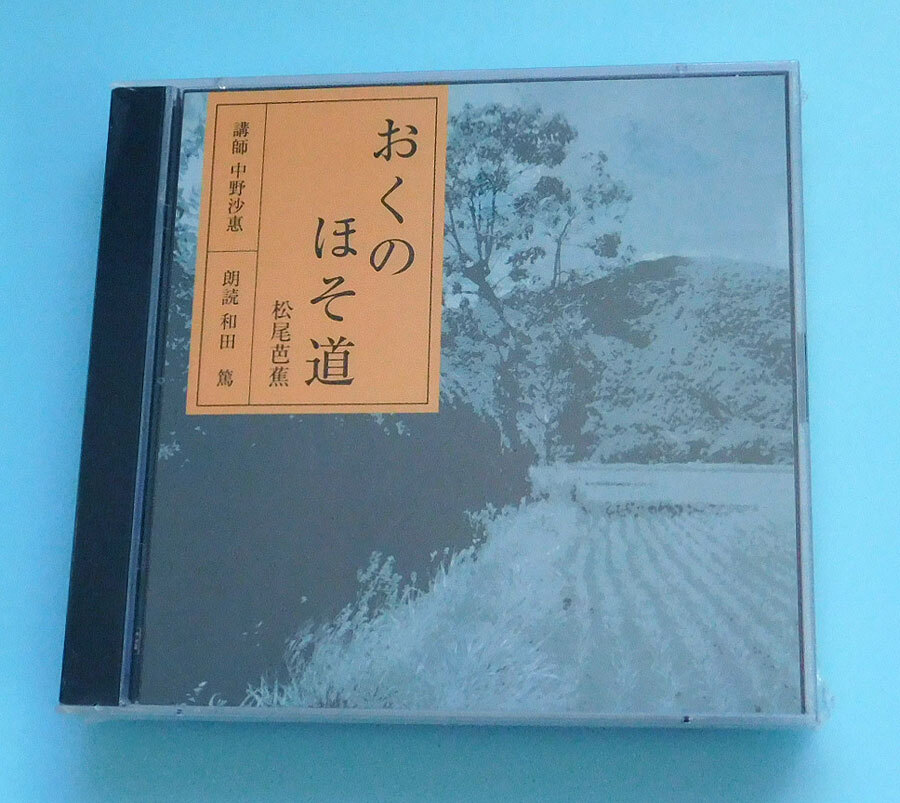 おくの
ほそ道
松尾芭蕉
講師 中野沙惠
朗読 和田 篤